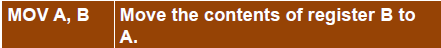 MOV A, B Move the contents of register B to
A.